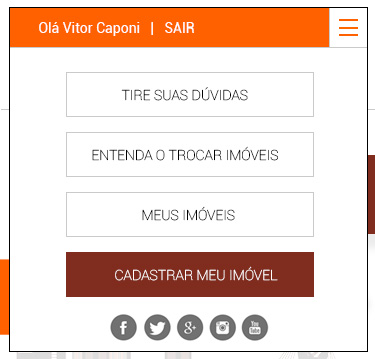 Olá Vitor Caponi | SAIR
TIRE SUAS DÚVIDAS
ENTENDA O TROCAR IMÓVEIS
MEUS IMÓVEIS
CADASTRAR MEU IMÓVEL
f g+ You Tube